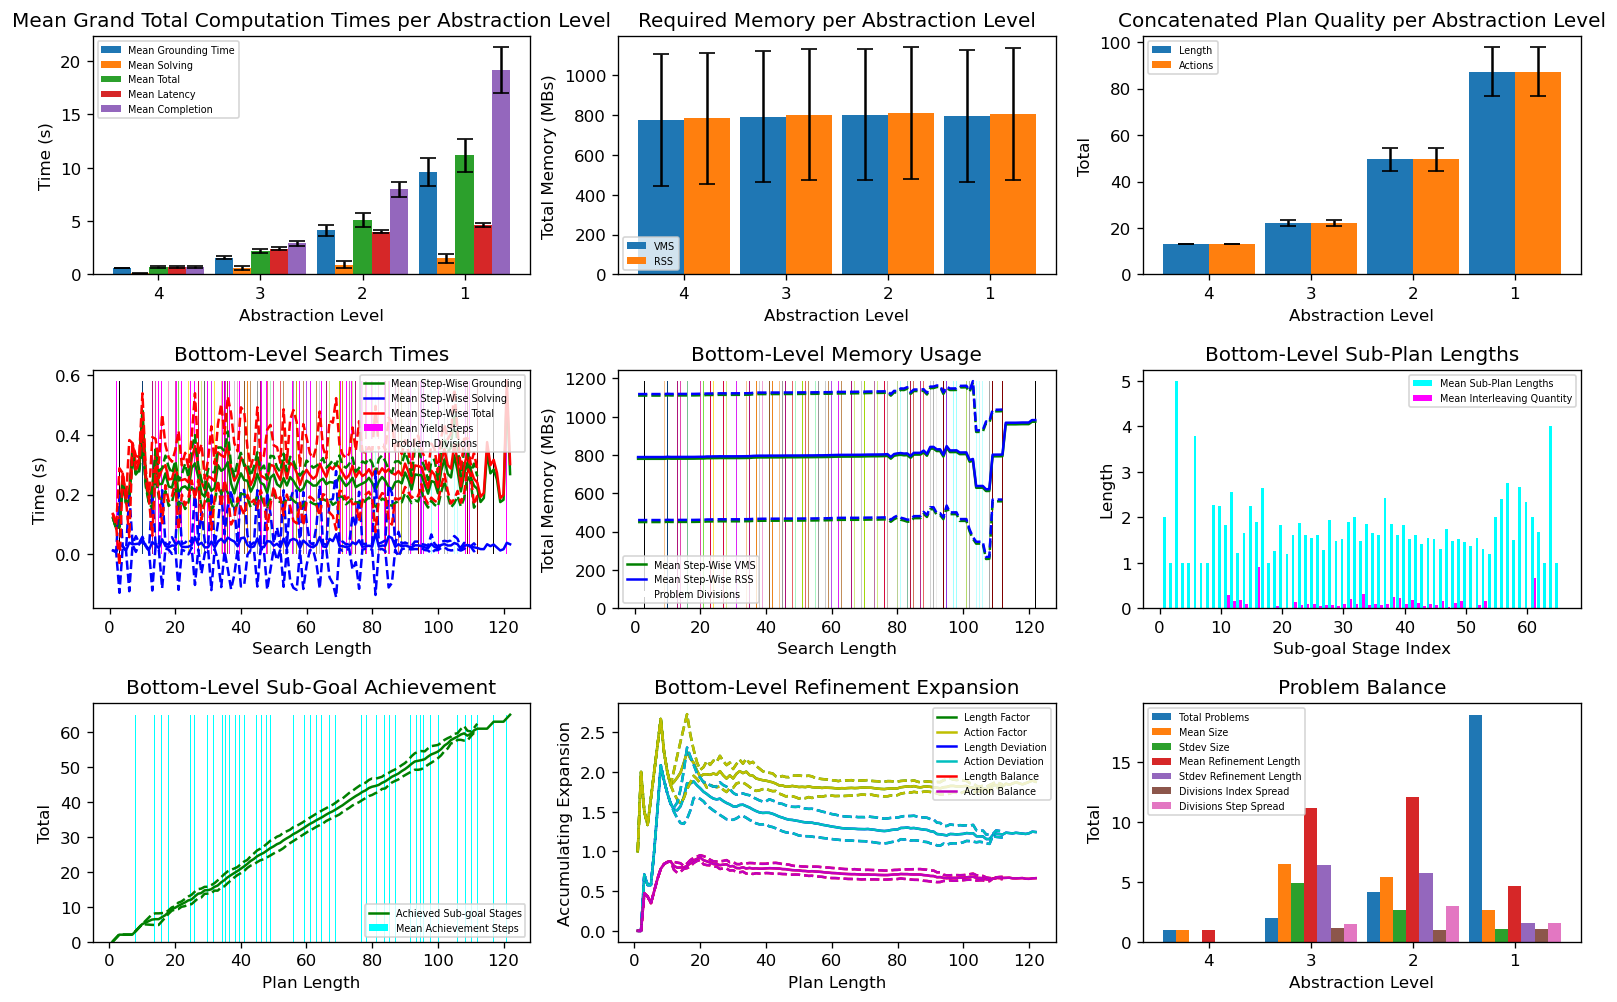 Mean Grand Total Computation Times per Abstraction Level
Mean Grounding Time
Mean Solving
Mean Total
Mean Latency
Mean Completion
Time (s)
0
5
10
15
20
4
3
2
1
Abstraction Level
Required Memory per Abstraction Level
VMS
RSS
Total Memory (MBs)
0
200
400
600
800
1000
4
3
2
1
Abstraction Level
Concatenated Plan Quality per Abstraction Level
Length
Actions
Total
0
20
40
60
80
100
4
3
2
1
Abstraction Level
Bottom-Level Search Times
Mean Step-Wise Grounding
Mean Step-Wise Solving
Mean Step-Wise Total
Mean Yield Steps
Problem Divisions
Time (s)
0.0
0.2
0.4
0.6
0
20
40
60
80
100
120
Search Length
Bottom-Level Memory Usage
Mean Step-Wise VMS
Mean Step-Wise RSS
Problem Divisions
Total Memory (MBs)
0
200
400
600
800
1000
1200
0
20
40
60
80
100
120
Search Length
Bottom-Level Sub-Plan Lengths
Mean Sub-Plan Lengths
Mean Interleaving Quantity
Length
0
1
2
3
4
5
0
10
20
30
40
50
60
Sub-goal Stage Index
Bottom-Level Sub-Goal Achievement
Achieved Sub-goal Stages
Mean Achievement Steps
Total
0
10
20
30
40
50
60
0
20
40
60
80
100
120
Plan Length
Bottom-Level Refinement Expansion
Length Factor
Action Factor
Length Deviation
Action Deviation
Length Balance
Action Balance
Accumulating Expansion
0.0
0.5
1.0
1.5
2.0
2.5
0
20
40
60
80
100
120
Plan Length
Problem Balance
Total Problems
Mean Size
Stdev Size
Mean Refinement Length
Stdev Refinement Length
Divisions Index Spread
Divisions Step Spread
Total
0
5
10
15
4
3
2
1
Abstraction Level